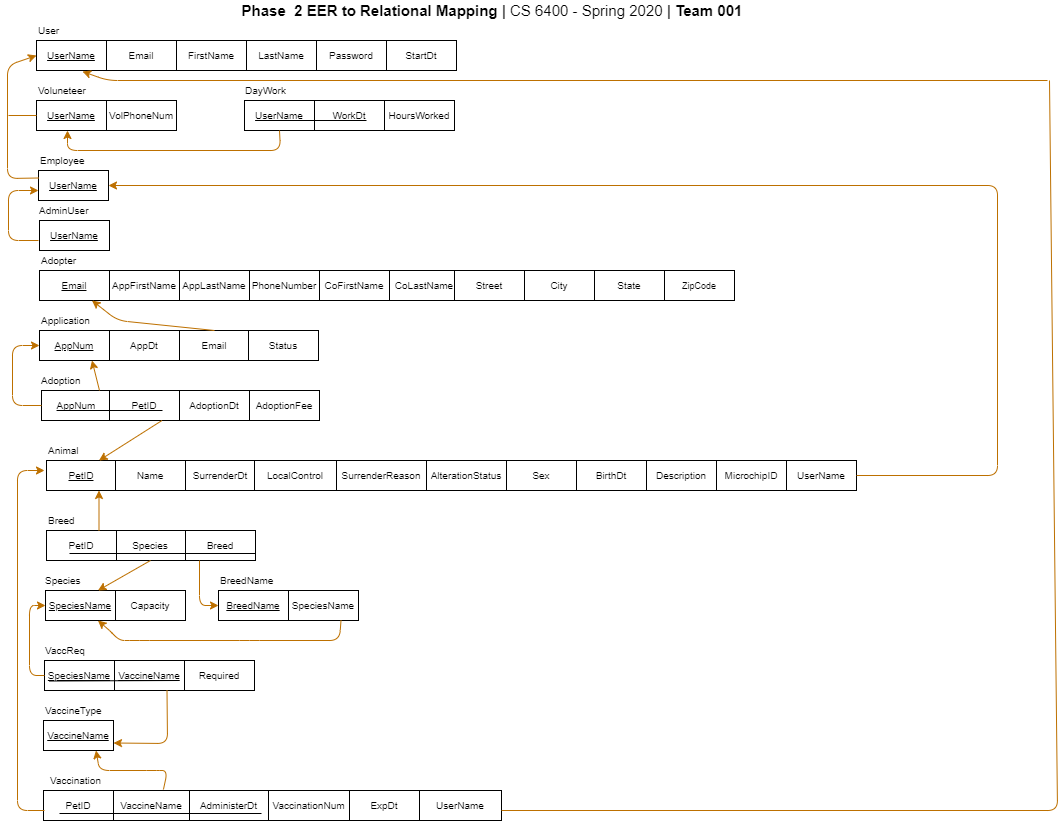 Phase 2 EER to Relational Mapping | CS 6400 - Spring 2020 | Team 001
User
UserName Email FirstName LastName Password StartDt
Voluneteer DayWork
UserName VolPhoneNum UserName WorkDt HoursWorked
Employee
UserName
AdminUser
UserName
Adopter
Email AppFirstName AppLastName PhoneNumber CoFirstName CoLastName Street City State ZipCode
Application
AppNum AppDt Email Status
Adoption
AppNum PetID AdoptionDt AdoptionFee
Animal
PetID Name SurrenderDt LocalControl SurrenderReason AlterationStatus Sex BirthDt Description MicrochipID UserName
Breed
PetID Species Breed
Species BreedName
SpeciesName Capacity BreedName SpeciesName
VaccReq
SpeciesName VaccineName Required
VaccineType
VaccineName
Vaccination
PetID VaccineName AdministerDt VaccinationNum ExpDt UserName